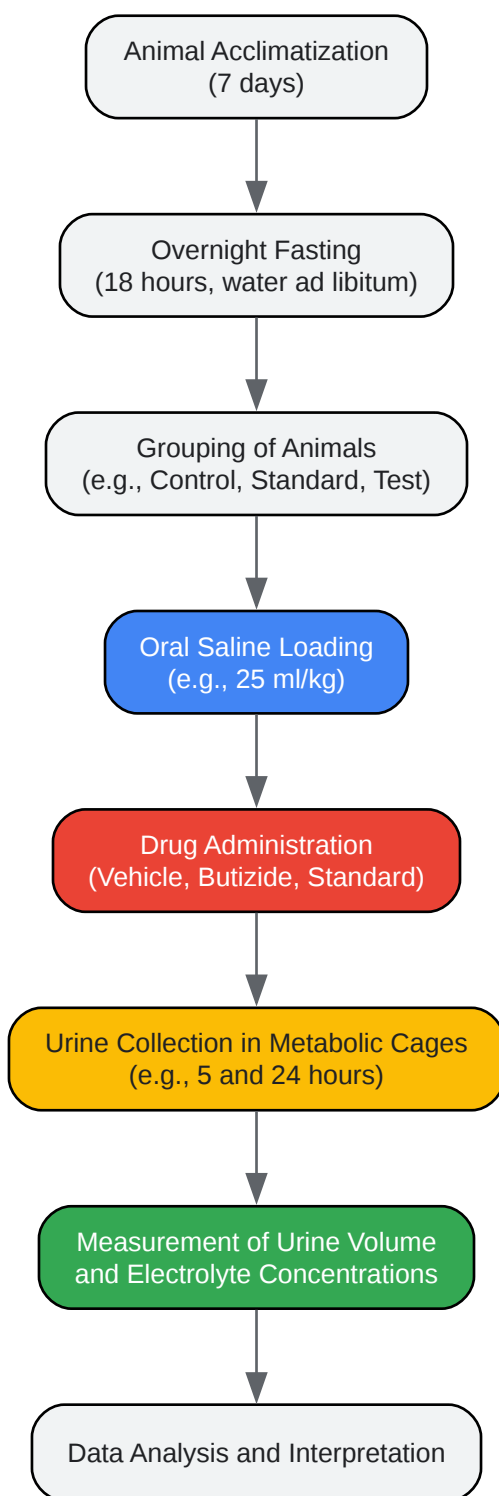 Animal Acclimatization
(7 days)
Overnight Fasting
(18 hours, water ad libitum)
Grouping of Animals
(e.g., Control, Standard, Test)
Oral Saline Loading
(e.g., 25 ml/kg)
Drug Administration
(Vehicle, Butizide, Standard)
Urine Collection in Metabolic Cages
(e.g., 5 and 24 hours)
Measurement of Urine Volume
and Electrolyte Concentrations
Data Analysis and Interpretation